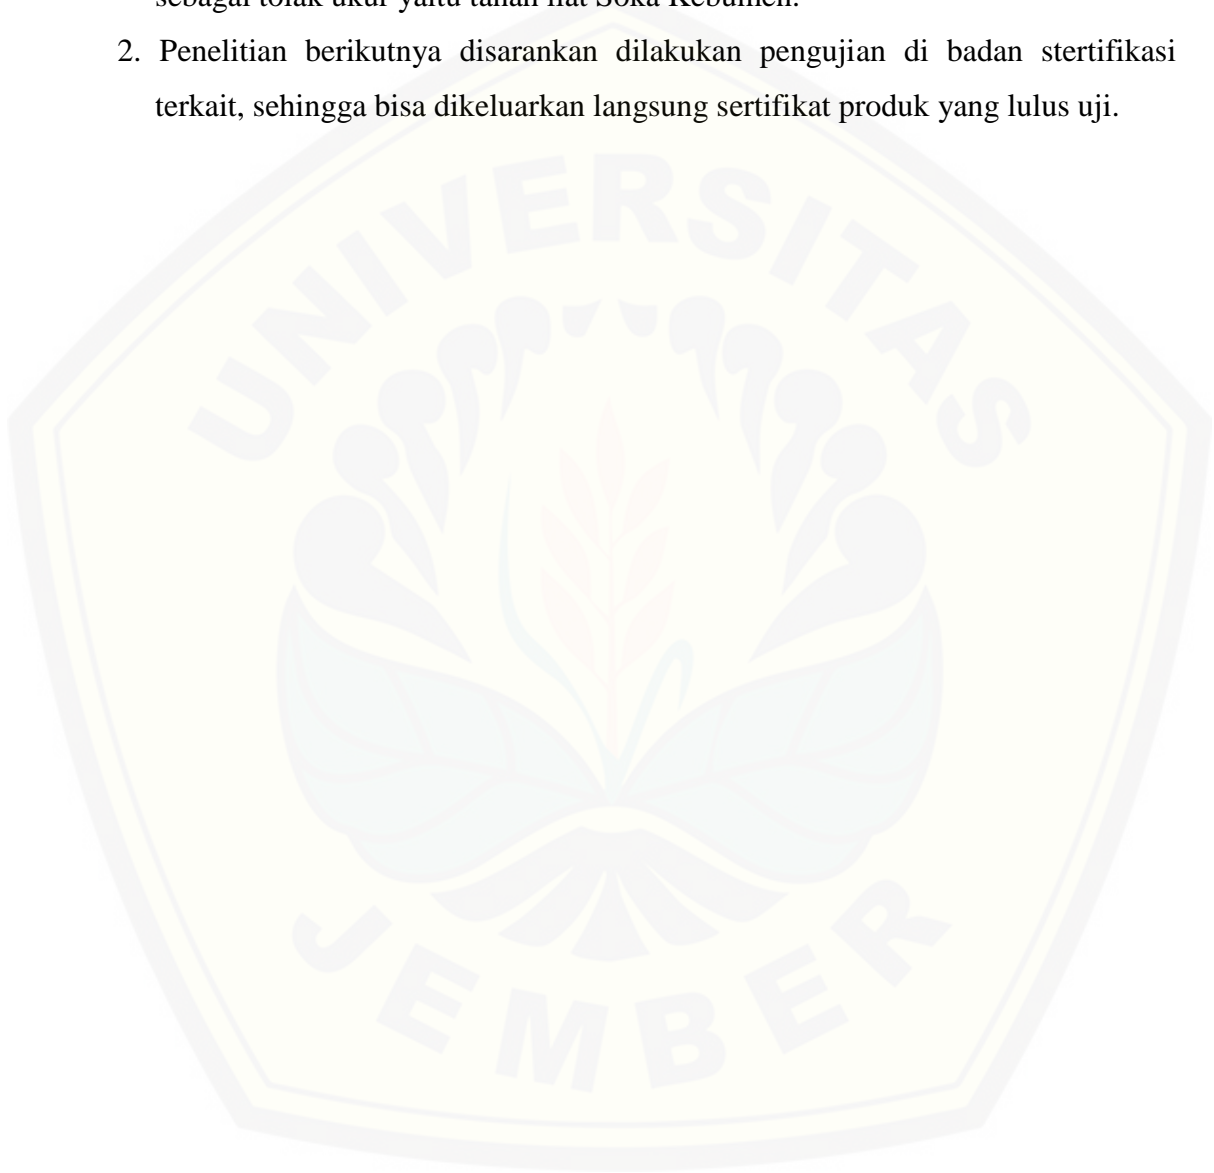 sebagai tolak ukur yaitu tanah liat Soka Kebumen.
2. Penelitian berikutnya disarankan dilakukan pengujian di badan stertifikasi
terkait, sehingga bisa dikeluarkan langsung sertifikat produk yang lulus uji.
UNIVERSITAS
JEMBER